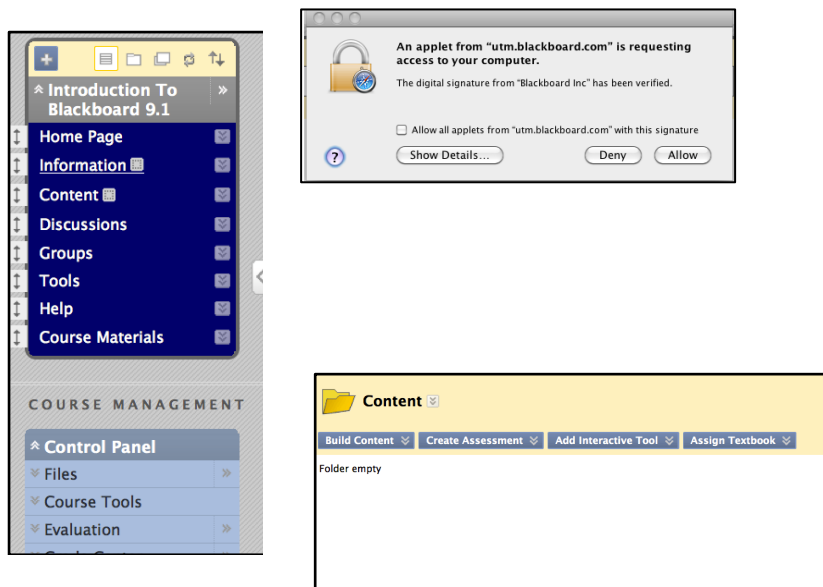 Introduction To
Blackboard 9.1
Home Page
Information
Content
Discussions
Groups
Tools
Help
Course Materials
COURSE MANAGEMENT
Control Panel
Files
Course Tools
Evaluation
An applet from “utm.blackboard.com” is requesting
access to your computer.
The digital signature from “Blackboard Inc” has been verified.
Allow all applets from “utm.blackboard.com” with this signature
? Show Details... Deny Allow
Content
Build Content Create Assessment Add Interactive Tool Assign Textbook
Folder empty